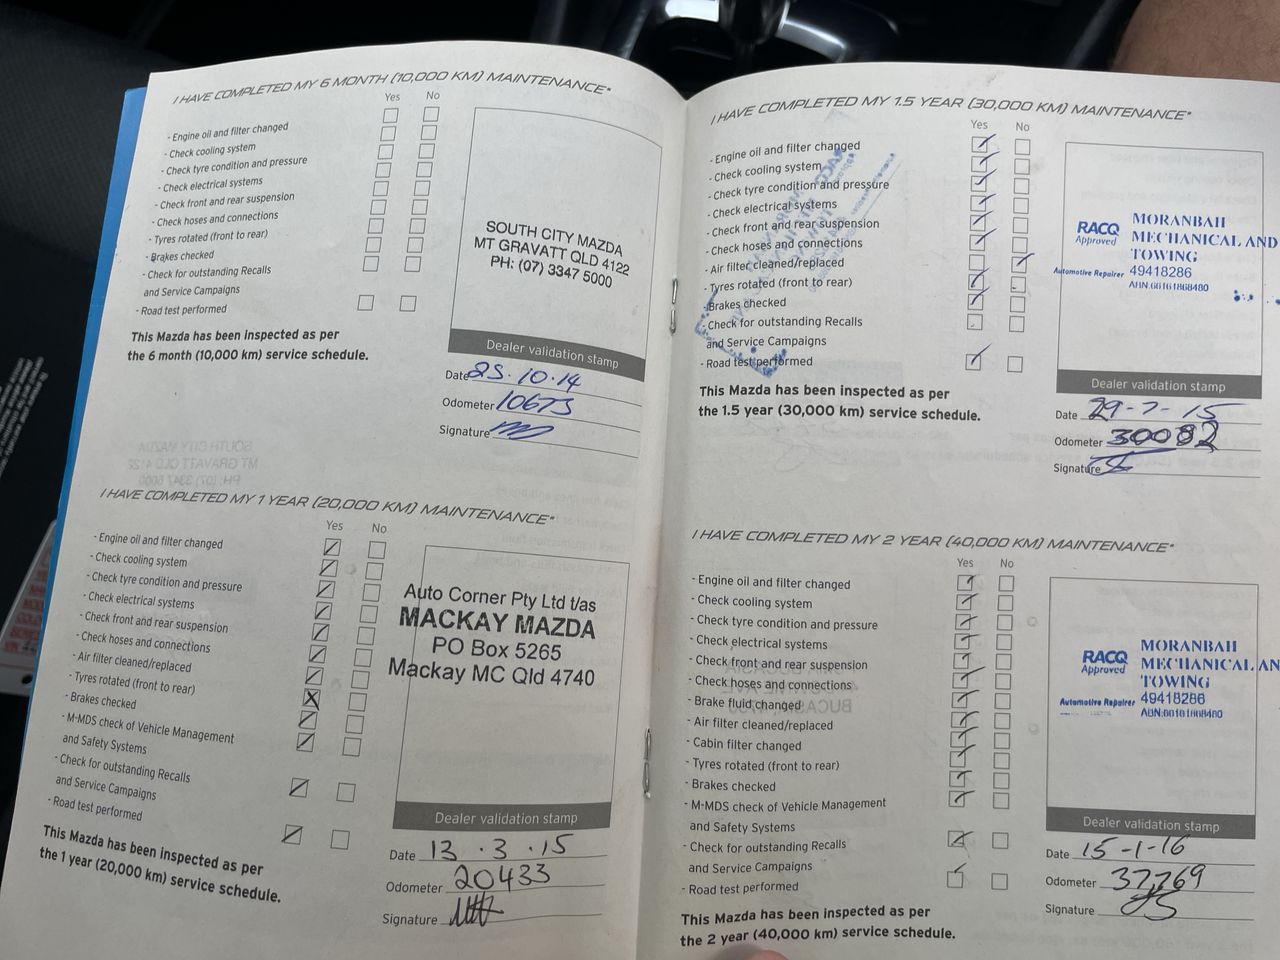 I HAVE COMPLETED MY 6 MONTH (10,000 KM) MAINTENANCE*
Yes No
- Engine oil and filter changed
- Check cooling system
- Check tyre condition and pressure
- Check electrical systems
- Check front and rear suspension
- Check hoses and connections
- Tyres rotated (front to rear)
- Brakes checked
- Check for outstanding Recalls
and Service Campaigns
- Road test performed
This Mazda has been inspected as per
the 6 month (10,000 km) service schedule.
SOUTH CITY MAZDA
MT GRAVATT QLD 4122
PH: (07) 3347 5000
Dealer validation stamp
Date 25.10.14
Odometer 10673
Signature
I HAVE COMPLETED MY 1 YEAR (20,000 KM) MAINTENANCE*
Yes No
- Engine oil and filter changed
- Check cooling system
- Check tyre condition and pressure
- Check electrical systems
- Check front and rear suspension
- Check hoses and connections
- Air filter cleaned/replaced
- Tyres rotated (front to rear)
- Brakes checked
- M-MDS check of Vehicle Management
and Safety Systems
- Check for outstanding Recalls
and Service Campaigns
- Road test performed
This Mazda has been inspected as per
the 1 year (20,000 km) service schedule.
Auto Corner Pty Ltd t/as
MACKAY MAZDA
PO Box 5265
Mackay MC Qld 4740
Dealer validation stamp
Date 13.3.15
Odometer 20433
Signature
I HAVE COMPLETED MY 1.5 YEAR (30,000 KM) MAINTENANCE*
Yes No
- Engine oil and filter changed
- Check cooling system
- Check tyre condition and pressure
- Check electrical systems
- Check front and rear suspension
- Check hoses and connections
- Air filter cleaned/replaced
- Tyres rotated (front to rear)
- Brakes checked
- Check for outstanding Recalls
and Service Campaigns
- Road test performed
This Mazda has been inspected as per
the 1.5 year (30,000 km) service schedule.
RACQ
Approved
Automotive Repairer
MORANBAH
MECHANICAL AND
TOWING
49418286
ABN:66161868480
Dealer validation stamp
Date 29-7-15
Odometer 30082
Signature
I HAVE COMPLETED MY 2 YEAR (40,000 KM) MAINTENANCE*
Yes No
- Engine oil and filter changed
- Check cooling system
- Check tyre condition and pressure
- Check electrical systems
- Check front and rear suspension
- Check hoses and connections
- Brake fluid changed
- Air filter cleaned/replaced
- Cabin filter changed
- Tyres rotated (front to rear)
- Brakes checked
- M-MDS check of Vehicle Management
and Safety Systems
- Check for outstanding Recalls
and Service Campaigns
- Road test performed
This Mazda has been inspected as per
the 2 year (40,000 km) service schedule.
RACQ
Approved
Automotive Repairer
MORANBAH
MECHANICAL AN
TOWING
49418286
Dealer validation stamp
Date 15-1-16
Odometer 37,769
Signature